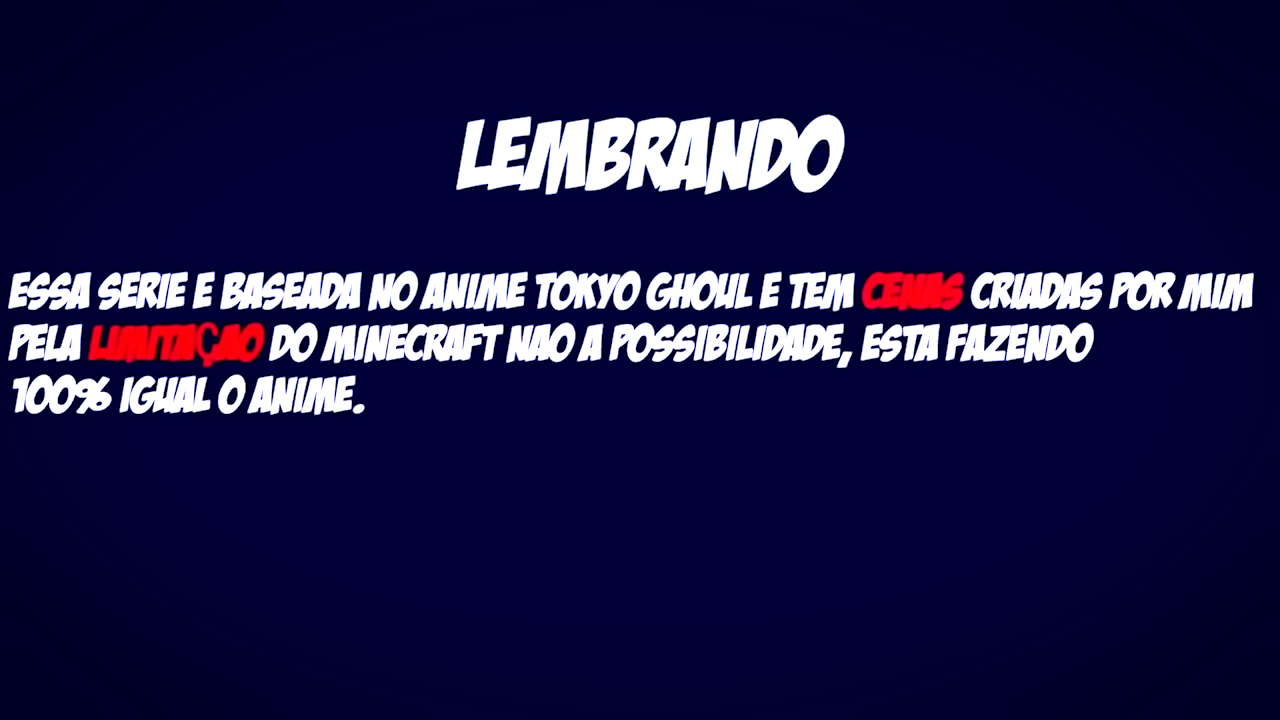 LEMBRANDO
ESSA SERIE E BASEADA NO ANIME TOKYO GHOUL E TEM CENAS CRIADAS POR MIM
PELA LIMITAÇAO DO MINECRAFT NAO A POSSIBILIDADE, ESTA FAZENDO
100% IGUAL O ANIME.